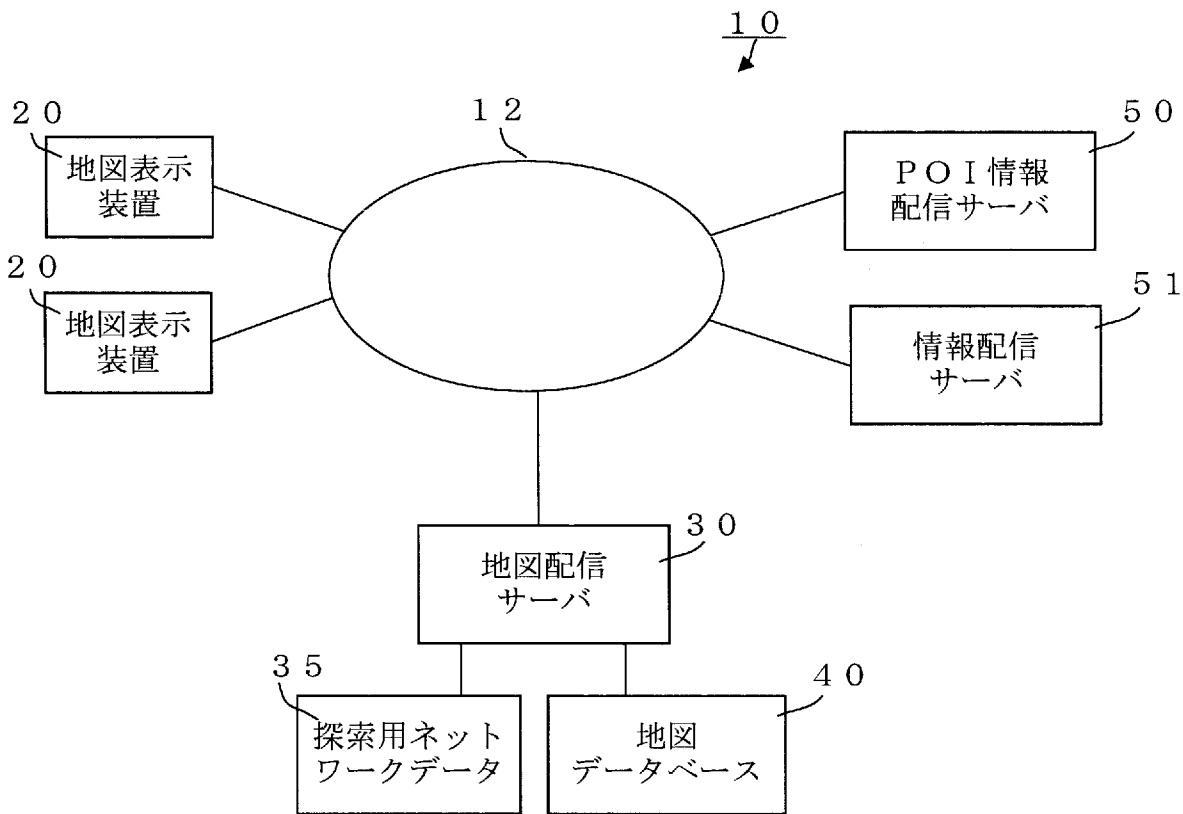 １０
２０
地図表示
装置
１２
５０
ＰＯＩ情報
配信サーバ
２０
地図表示
装置
５１
情報配信
サーバ
３０
地図配信
サーバ
３５
探索用ネット
ワークデータ
４０
地図
データベース